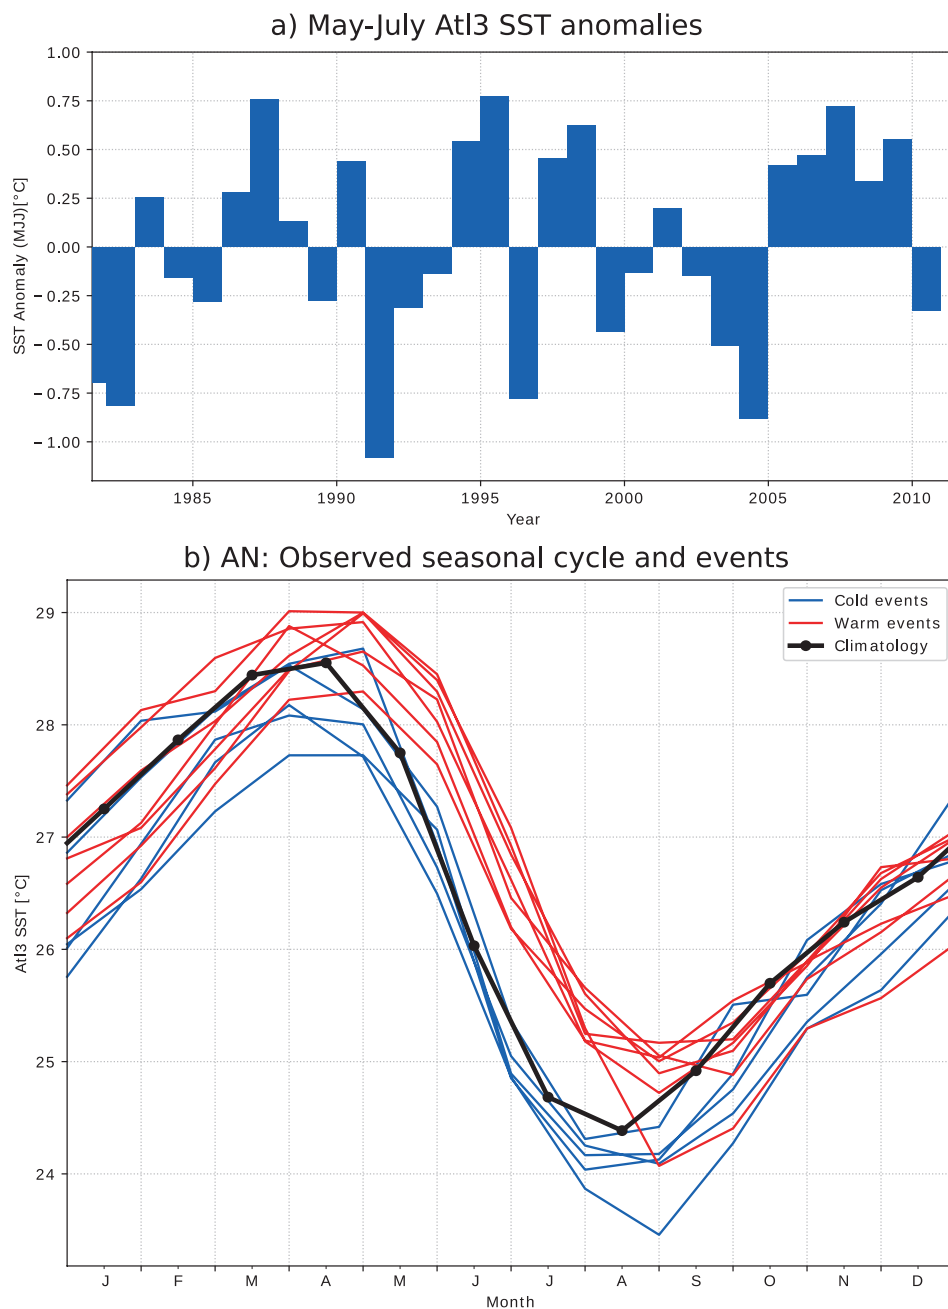 a) May-July Atl3 SST anomalies
1.00
0.75
0.50
0.25
0.00
−0.25
−0.50
−0.75
−1.00
SST Anomaly (MJJ)[°C]
1985 1990 1995 2000 2005 2010
Year
b) AN: Observed seasonal cycle and events
Cold events
Warm events
Climatology
29
28
27
26
25
24
Atl3 SST [°C]
J F M A M J J A S O N D
Month